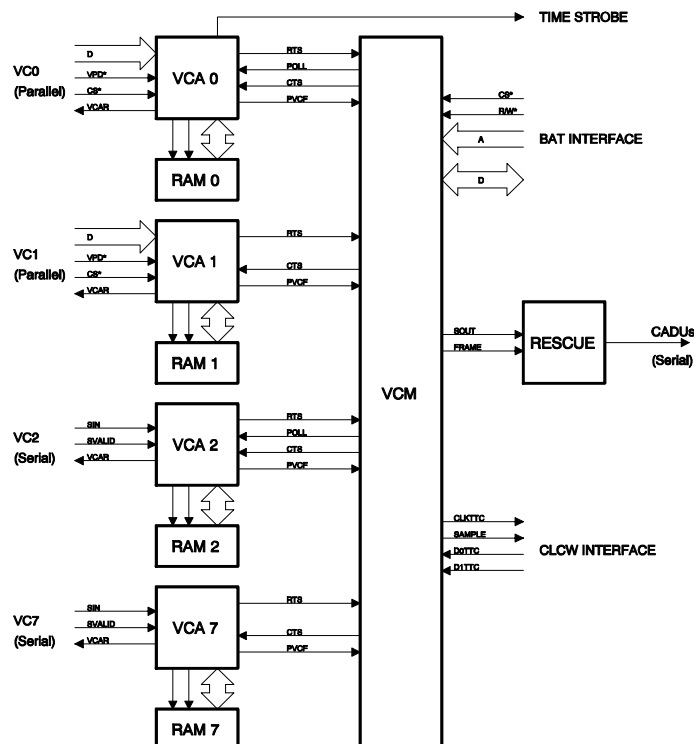 TIME STROBE
VC0
(Parallel)
D
VPD*
CS*
VCAR
VCA 0
RAM 0
RTS
POLL
CTS
PVCF
VC1
(Parallel)
D
VPD*
CS*
VCAR
VCA 1
RAM 1
RTS
CTS
PVCF
VC2
(Serial)
SIN
SVALID
VCAR
VCA 2
RAM 2
RTS
POLL
CTS
PVCF
VC7
(Serial)
SIN
SVALID
VCAR
VCA 7
RAM 7
RTS
CTS
PVCF
VCM
CS*
R/W*
A
D
BAT INTERFACE
SOUT
FRAME
RESCUE
CADUs
(Serial)
CLKTTC
SAMPLE
D0TTC
D1TTC
CLCW INTERFACE